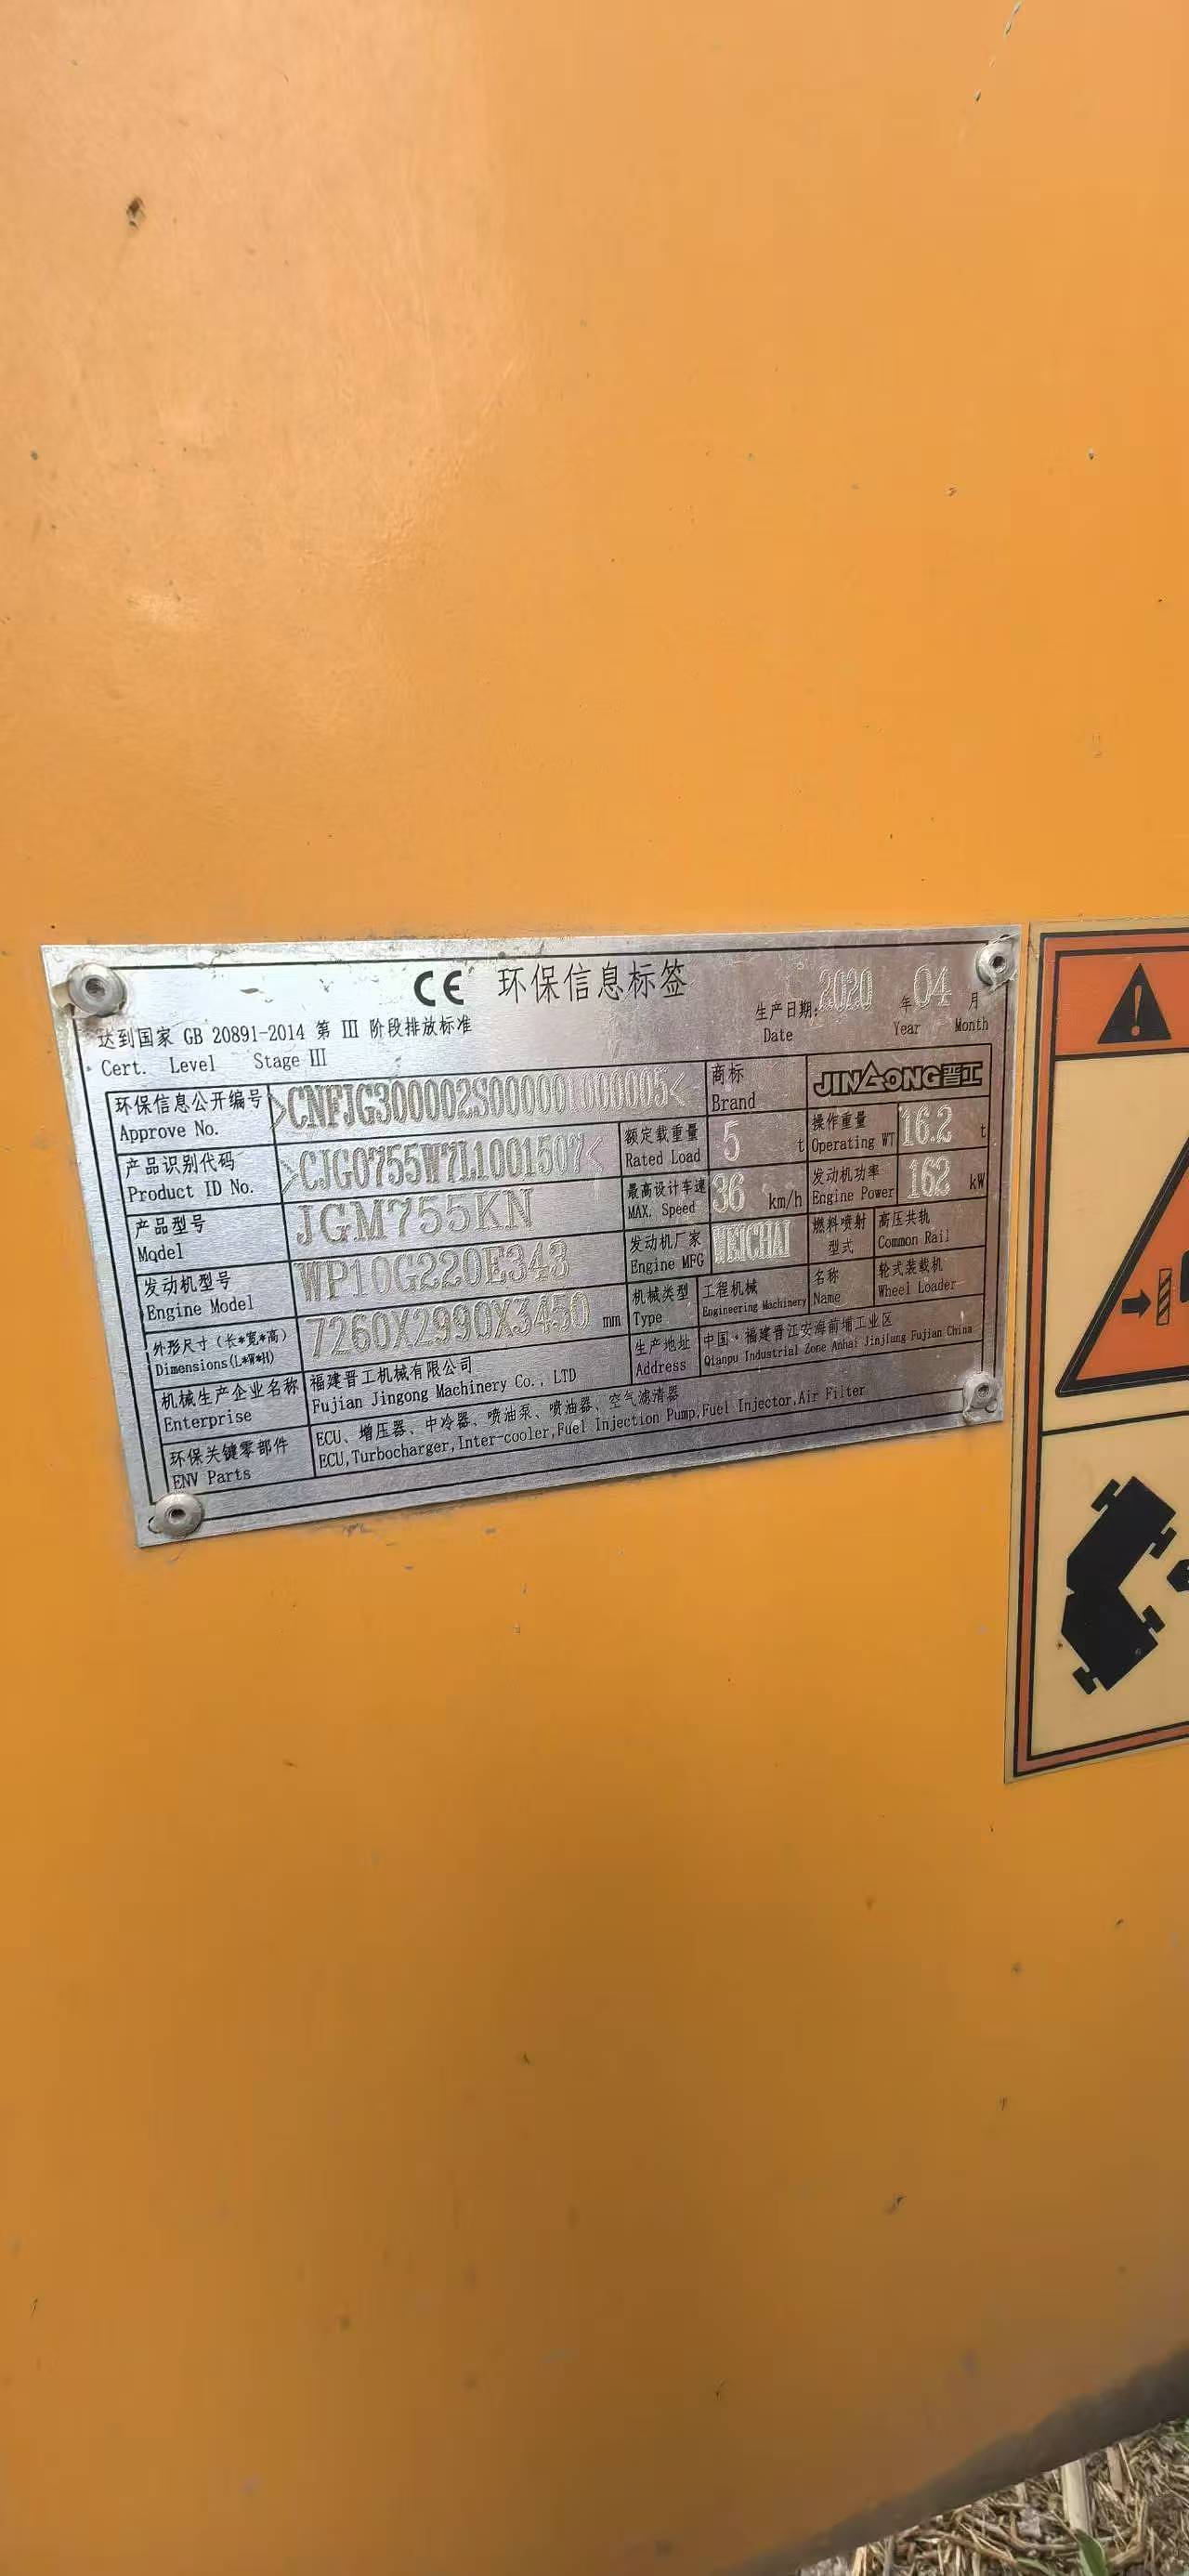 CE 环保信息标签
达到国家 GB 20891-2014 第 III 阶段排放标准
Cert. Level Stage III
生产日期: 2020 年 04 月
Date Year Month
环保信息公开编号 >CNFJG300002S000001000005<
Approve No.
商标 JINGONG晋工
Brand
产品识别代码 >CJG0755W7L1001507<
Product ID No.
额定载重量 5 t
Rated Load
操作重量 16.2 t
Operating WT
产品型号 JGM755KN
Model
最高设计车速 36 km/h
MAX. Speed
发动机功率 162 kW
Engine Power
发动机型号 WP10G220E343
Engine Model
发动机厂家 WEICHAI
Engine MFG
燃料喷射型式 高压共轨
Common Rail
外形尺寸(长*宽*高) 7260X2990X3450 mm
Dimensions(L*W*H)
机械类型 工程机械
Type Engineering Machinery
名称 轮式装载机
Name Wheel Loader
机械生产企业名称 福建晋工机械有限公司
Enterprise Fujian Jingong Machinery Co., LTD
生产地址 中国·福建晋江安海前埔工业区
Address Qianpu Industrial Zone Anhai Jinjiang Fujian China
环保关键零部件 ECU、增压器、中冷器、喷油泵、喷油器、空气滤清器
ENV Parts ECU,Turbocharger,Inter-cooler,Fuel Injection Pump,Fuel Injector,Air Filter